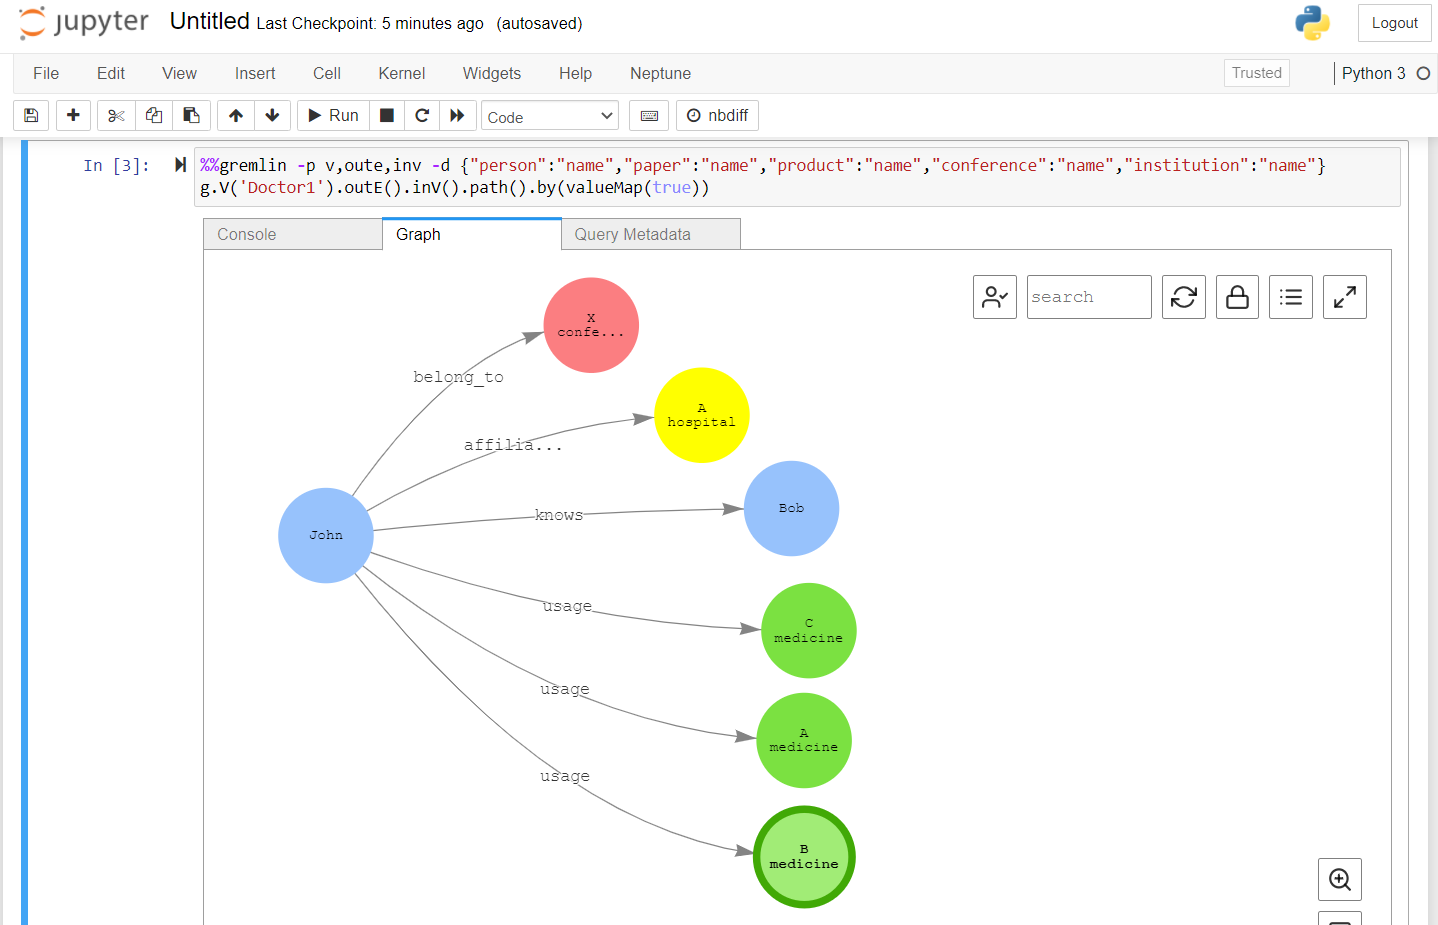 jupyter Untitled Last Checkpoint: 5 minutes ago (autosaved) Logout
File Edit View Insert Cell Kernel Widgets Help Neptune Trusted Python 3
Run Code nbdiff
In [3]: %%gremlin -p v,oute,inv -d {"person":"name","paper":"name","product":"name","conference":"name","institution":"name"}
g.V('Doctor1').outE().inV().path().by(valueMap(true))
Console Graph Query Metadata
search
X
confe...
belong_to
A
hospital
affilia...
Bob
knows
John
C
medicine
usage
A
medicine
usage
B
medicine
usage